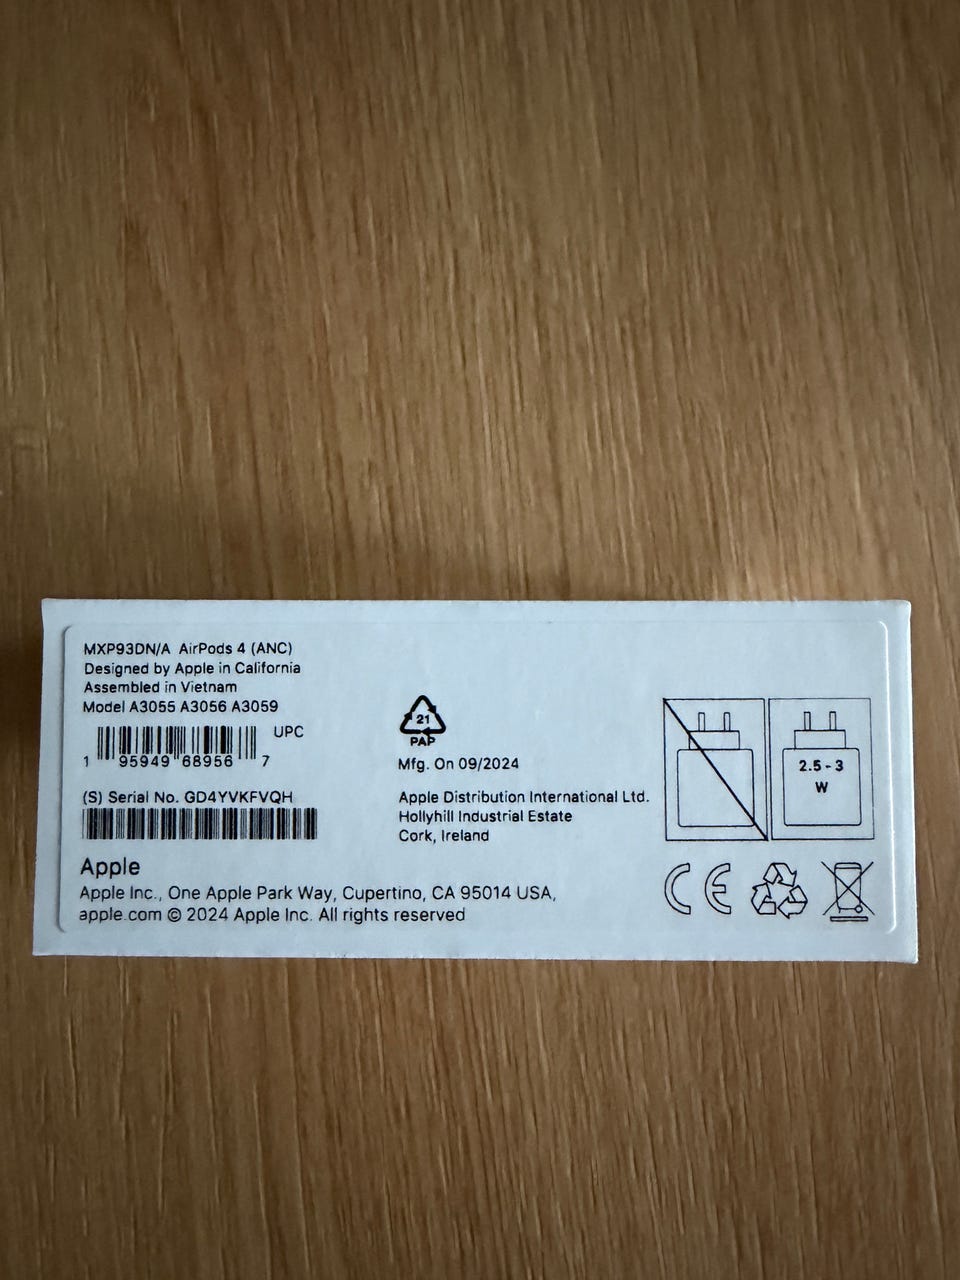 MXP93DN/A AirPods 4 (ANC)
Designed by Apple in California
Assembled in Vietnam
Model A3055 A3056 A3059
UPC
1 95949 68956 7
(S) Serial No. GD4YVKFVQH
Apple
Apple Inc., One Apple Park Way, Cupertino, CA 95014 USA,
apple.com © 2024 Apple Inc. All rights reserved
21
PAP
Mfg. On 09/2024
Apple Distribution International Ltd.
Hollyhill Industrial Estate
Cork, Ireland
2.5 - 3
W
CE